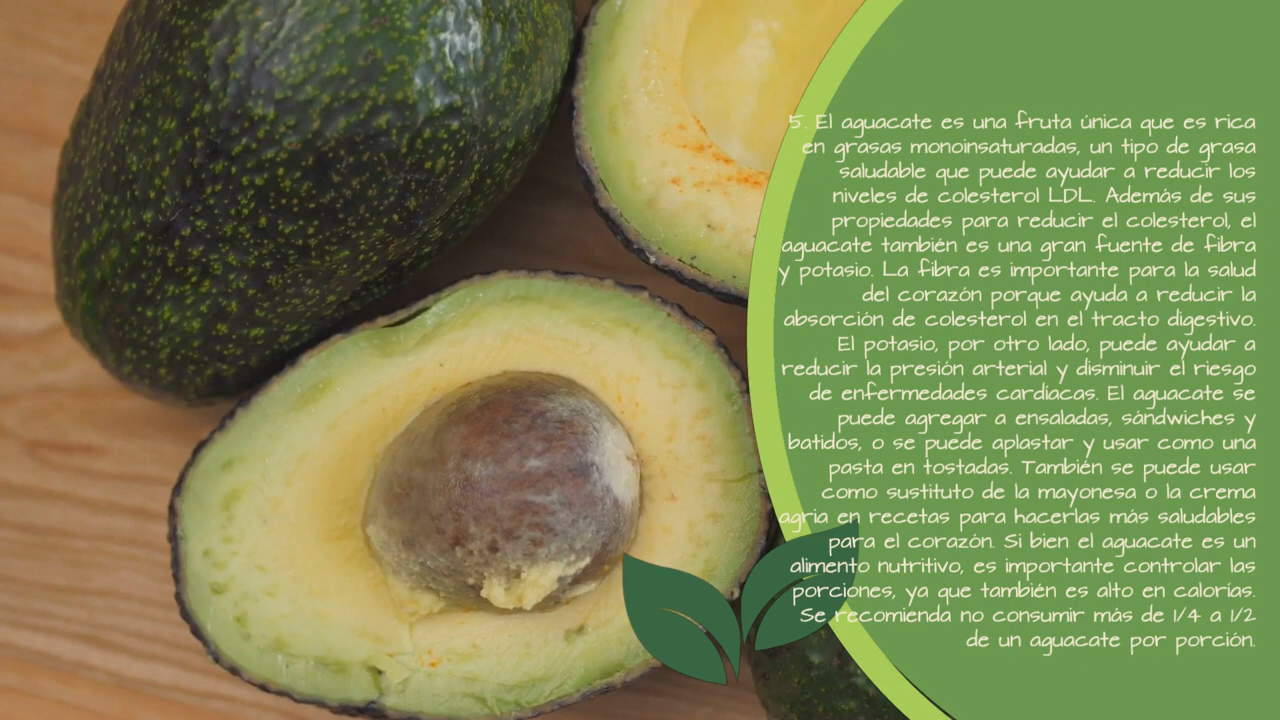 5. El aguacate es una fruta única que es rica
en grasas monoinsaturadas, un tipo de grasa
saludable que puede ayudar a reducir los
niveles de colesterol LDL. Además de sus
propiedades para reducir el colesterol, el
aguacate también es una gran fuente de fibra
y potasio. La fibra es importante para la salud
del corazón porque ayuda a reducir la
absorción de colesterol en el tracto digestivo.
El potasio, por otro lado, puede ayudar a
reducir la presión arterial y disminuir el riesgo
de enfermedades cardíacas. El aguacate se
puede agregar a ensaladas, sándwiches y
batidos, o se puede aplastar y usar como una
pasta en tostadas. También se puede usar
como sustituto de la mayonesa o la crema
agria en recetas para hacerlas más saludables
para el corazón. Si bien el aguacate es un
alimento nutritivo, es importante controlar las
porciones, ya que también es alto en calorías.
Se recomienda no consumir más de 1/4 a 1/2
de un aguacate por porción.